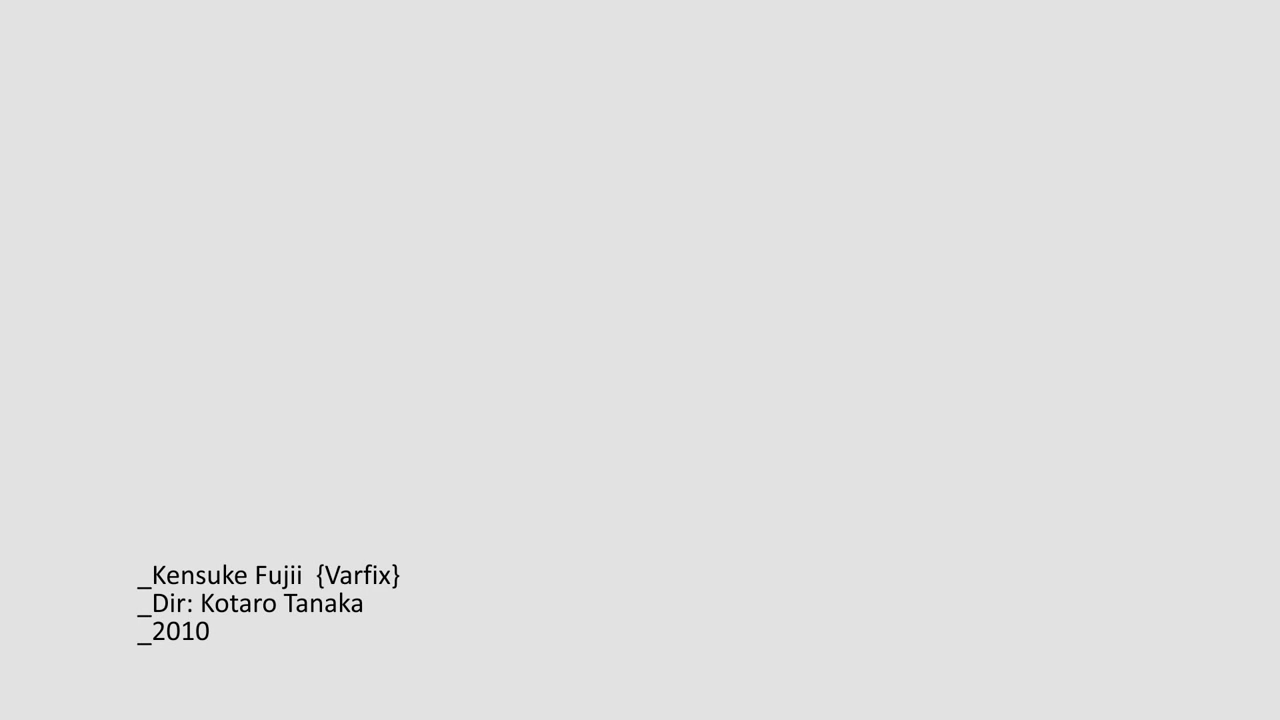 _Kensuke Fujii  {Varfix}
_Dir: Kotaro Tanaka
_2010